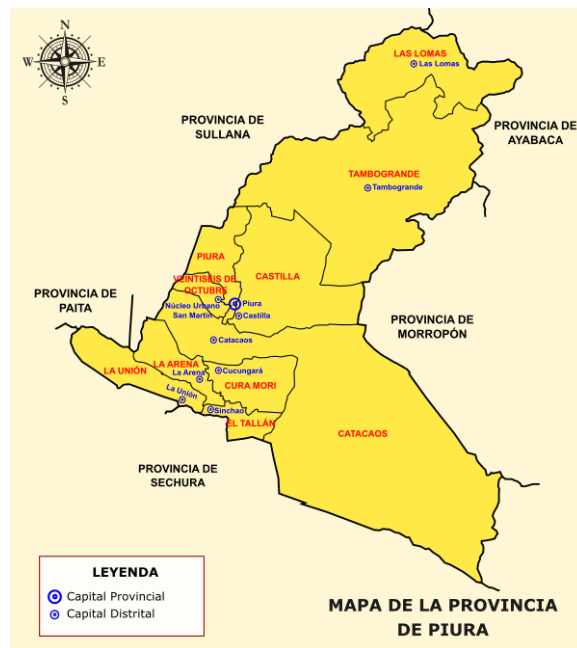 N
W
E
S
LAS LOMAS
Las Lomas
PROVINCIA DE
SULLANA
PROVINCIA DE
AYABACA
TAMBOGRANDE
Tambogrande
PIURA
CASTILLA
VEINTISÉIS DE
OCTUBRE
Núcleo Urbano
San Martín
Piura
Castilla
PROVINCIA DE
PAITA
PROVINCIA DE
MORROPÓN
Catacaos
LA ARENA
La Arena
LA UNIÓN
La Unión
Cucungará
CURA MORI
Sinchao
EL TALLÁN
CATACAOS
PROVINCIA DE
SECHURA
LEYENDA
Capital Provincial
Capital Distrital
MAPA DE LA PROVINCIA
DE PIURA